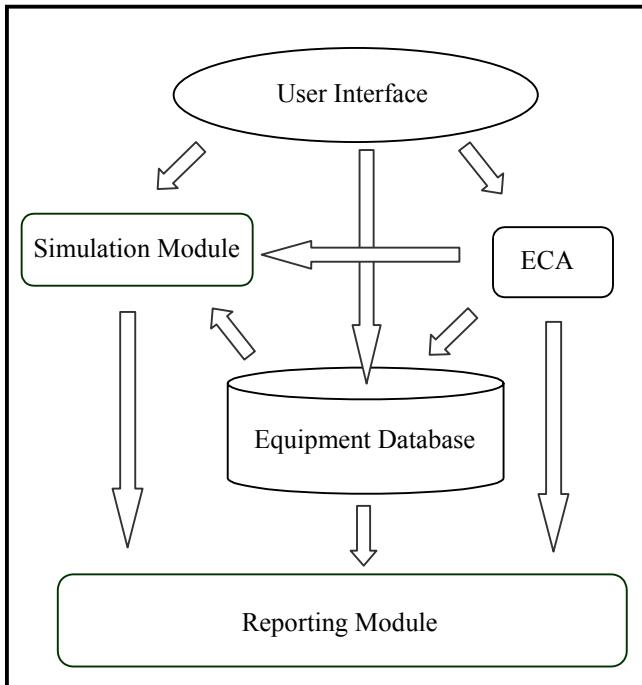 User Interface
Simulation Module
ECA
Equipment Database
Reporting Module